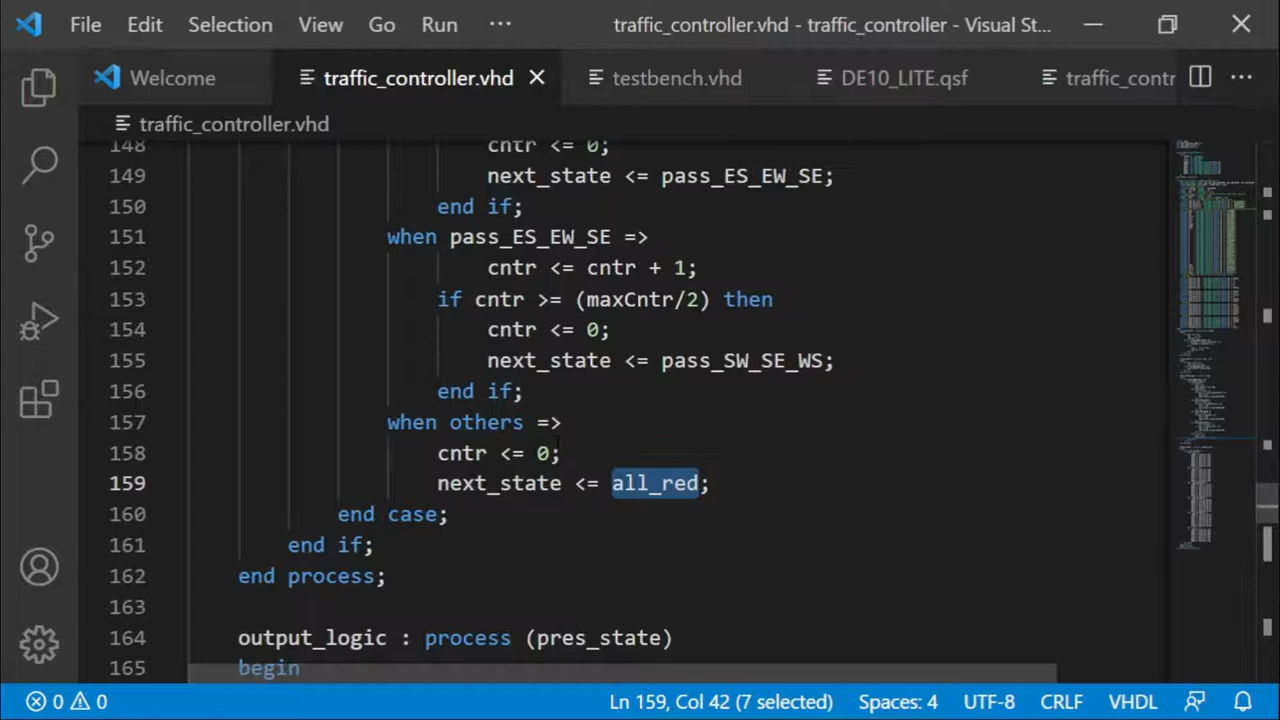 File Edit Selection View Go Run ··· traffic_controller.vhd - traffic_controller - Visual St...
Welcome traffic_controller.vhd testbench.vhd DE10_LITE.qsf traffic_contr
traffic_controller.vhd
148 cntr <= 0;
149 next_state <= pass_ES_EW_SE;
150 end if;
151 when pass_ES_EW_SE =>
152 cntr <= cntr + 1;
153 if cntr >= (maxCntr/2) then
154 cntr <= 0;
155 next_state <= pass_SW_SE_WS;
156 end if;
157 when others =>
158 cntr <= 0;
159 next_state <= all_red;
160 end case;
161 end if;
162 end process;
163
164 output_logic : process (pres_state)
165 begin
0 0 Ln 159, Col 42 (7 selected) Spaces: 4 UTF-8 CRLF VHDL